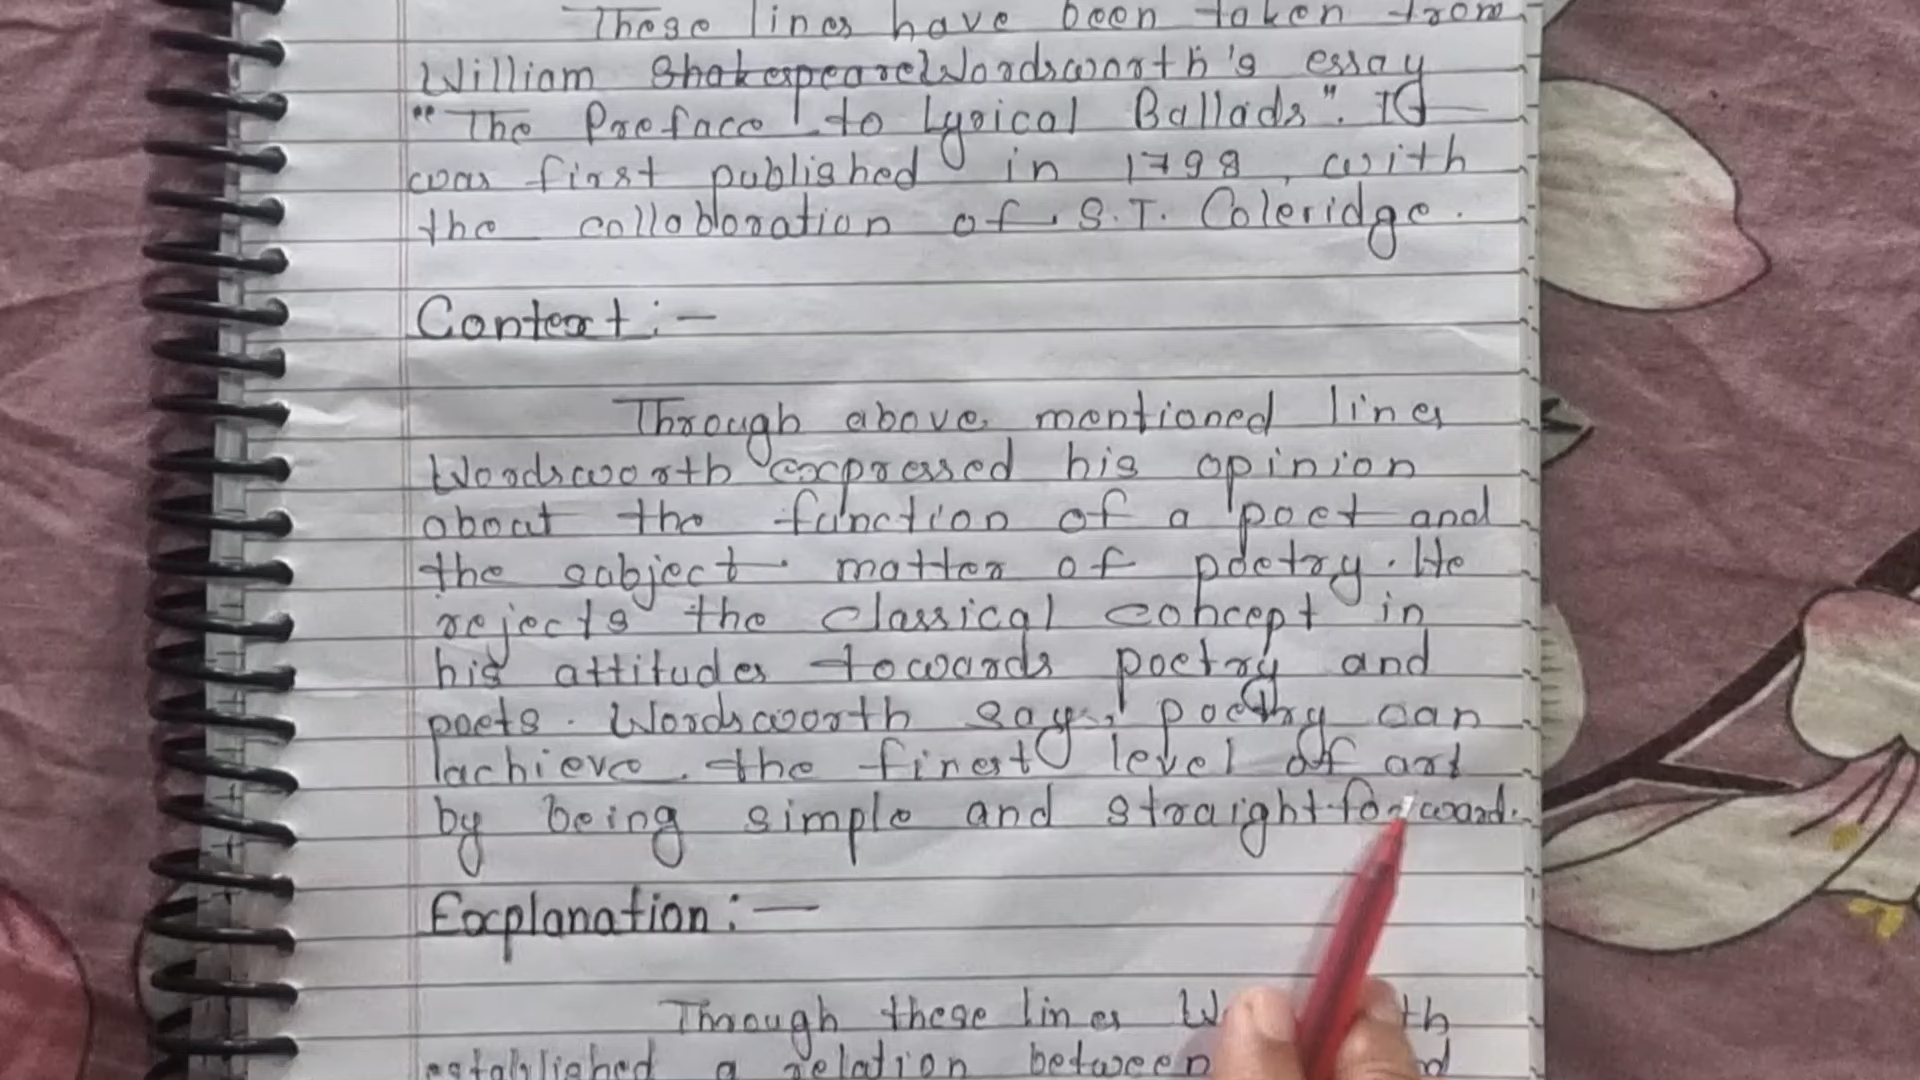 These lines have been taken from
William Shakespeare Wordsworth's essay
"The Preface to Lyrical Ballads". It
was first published in 1798, with
the collaboration of S.T. Coleridge.
Context :-
Through above mentioned lines
Wordsworth expressed his opinion
about the function of a poet and
the subject matter of poetry. He
rejects the classical concept in
his attitudes towards poetry and
poets. Wordsworth says, poetry can
achieve the finest level of art
by being simple and straightforward.
Explanation :-
Through these lines
established a relation between